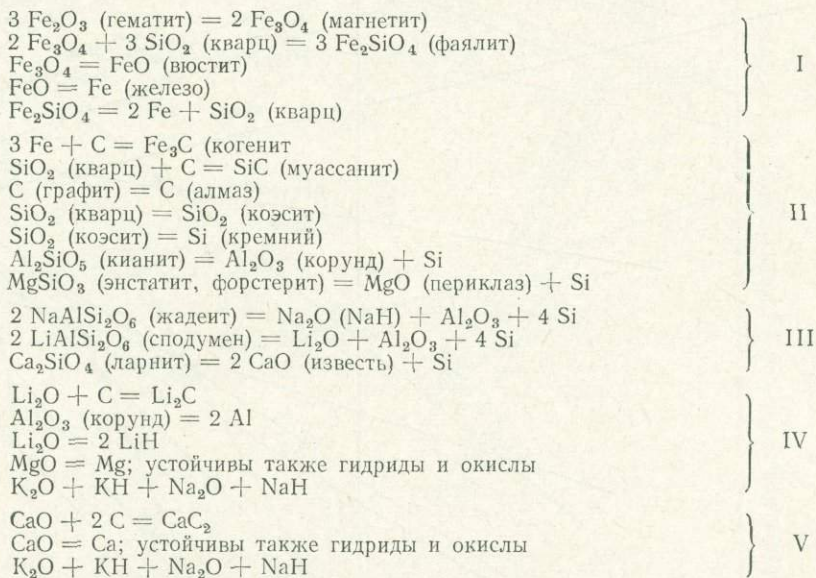 3 Fe₂O₃ (гематит) = 2 Fe₃O₄ (магнетит)
2 Fe₃O₄ + 3 SiO₂ (кварц) = 3 Fe₂SiO₄ (фаялит)
Fe₃O₄ = FeO (вюстит)
FeO = Fe (железо)
Fe₂SiO₄ = 2 Fe + SiO₂ (кварц)
I
3 Fe + C = Fe₃C (когенит
SiO₂ (кварц) + C = SiC (муассанит)
C (графит) = C (алмаз)
SiO₂ (кварц) = SiO₂ (коэсит)
SiO₂ (коэсит) = Si (кремний)
Al₂SiO₅ (кианит) = Al₂O₃ (корунд) + Si
MgSiO₃ (энстатит, форстерит) = MgO (периклаз) + Si
II
2 NaAlSi₂O₆ (жадеит) = Na₂O (NaH) + Al₂O₃ + 4 Si
2 LiAlSi₂O₆ (сподумен) = Li₂O + Al₂O₃ + 4 Si
Ca₂SiO₄ (ларнит) = 2 CaO (известь) + Si
III
Li₂O + C = Li₂C
Al₂O₃ (корунд) = 2 Al
Li₂O = 2 LiH
MgO = Mg; устойчивы также гидриды и окислы
K₂O + KH + Na₂O + NaH
IV
CaO + 2 C = CaC₂
CaO = Ca; устойчивы также гидриды и окислы
K₂O + KH + Na₂O + NaH
V